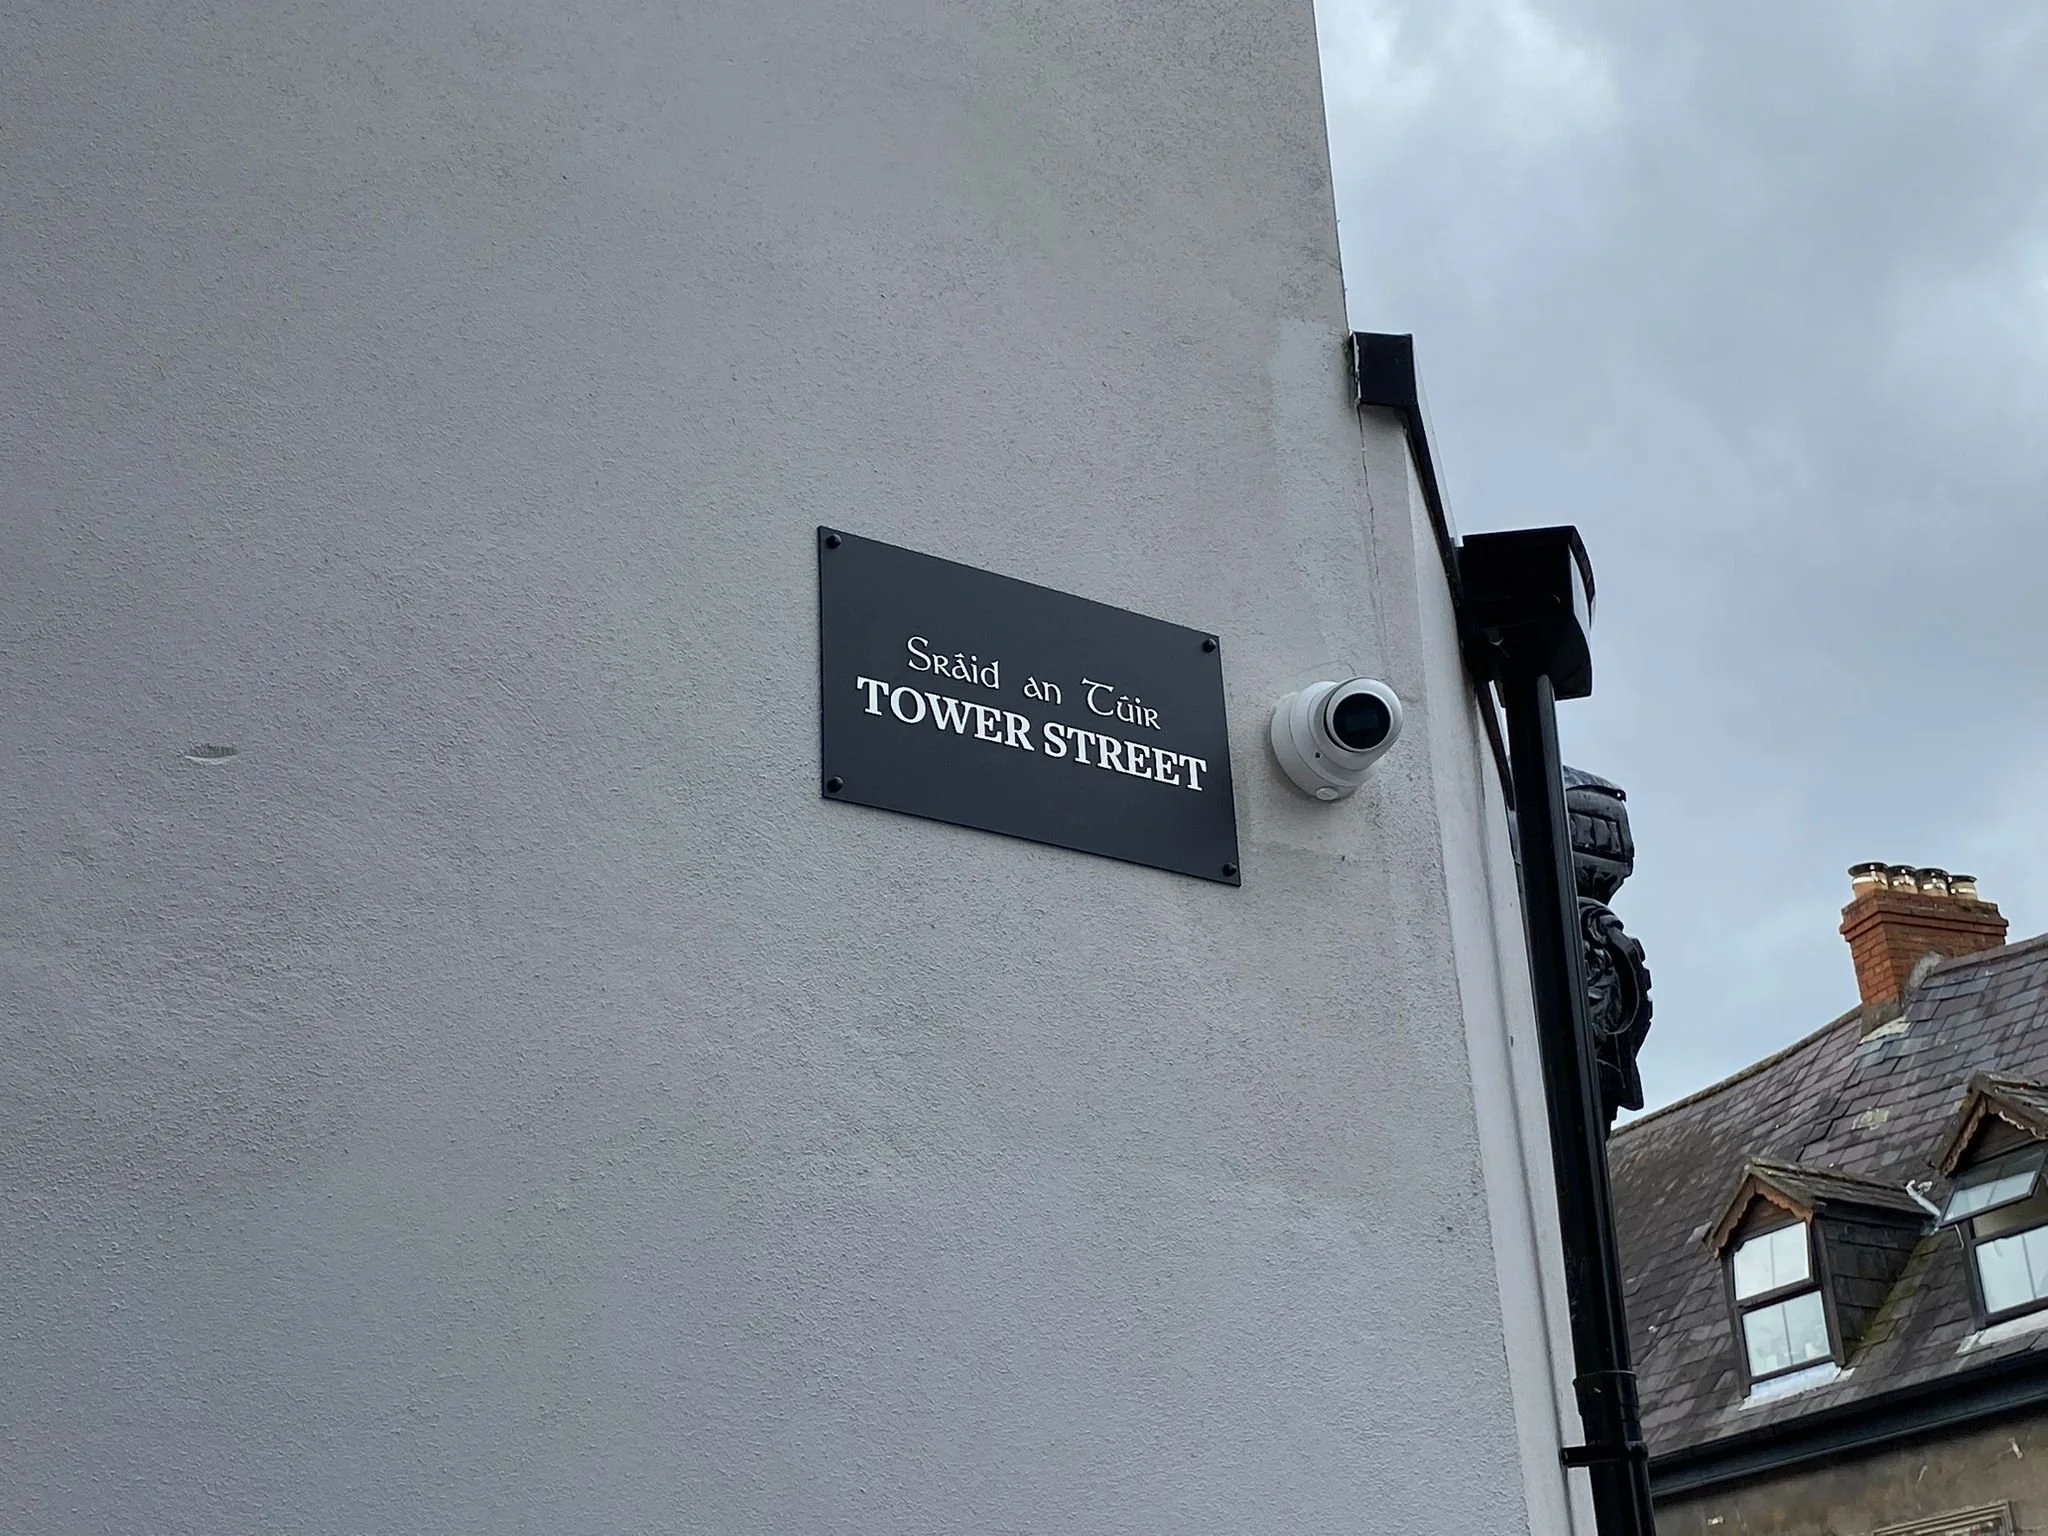 Sráid an Túir
TOWER STREET